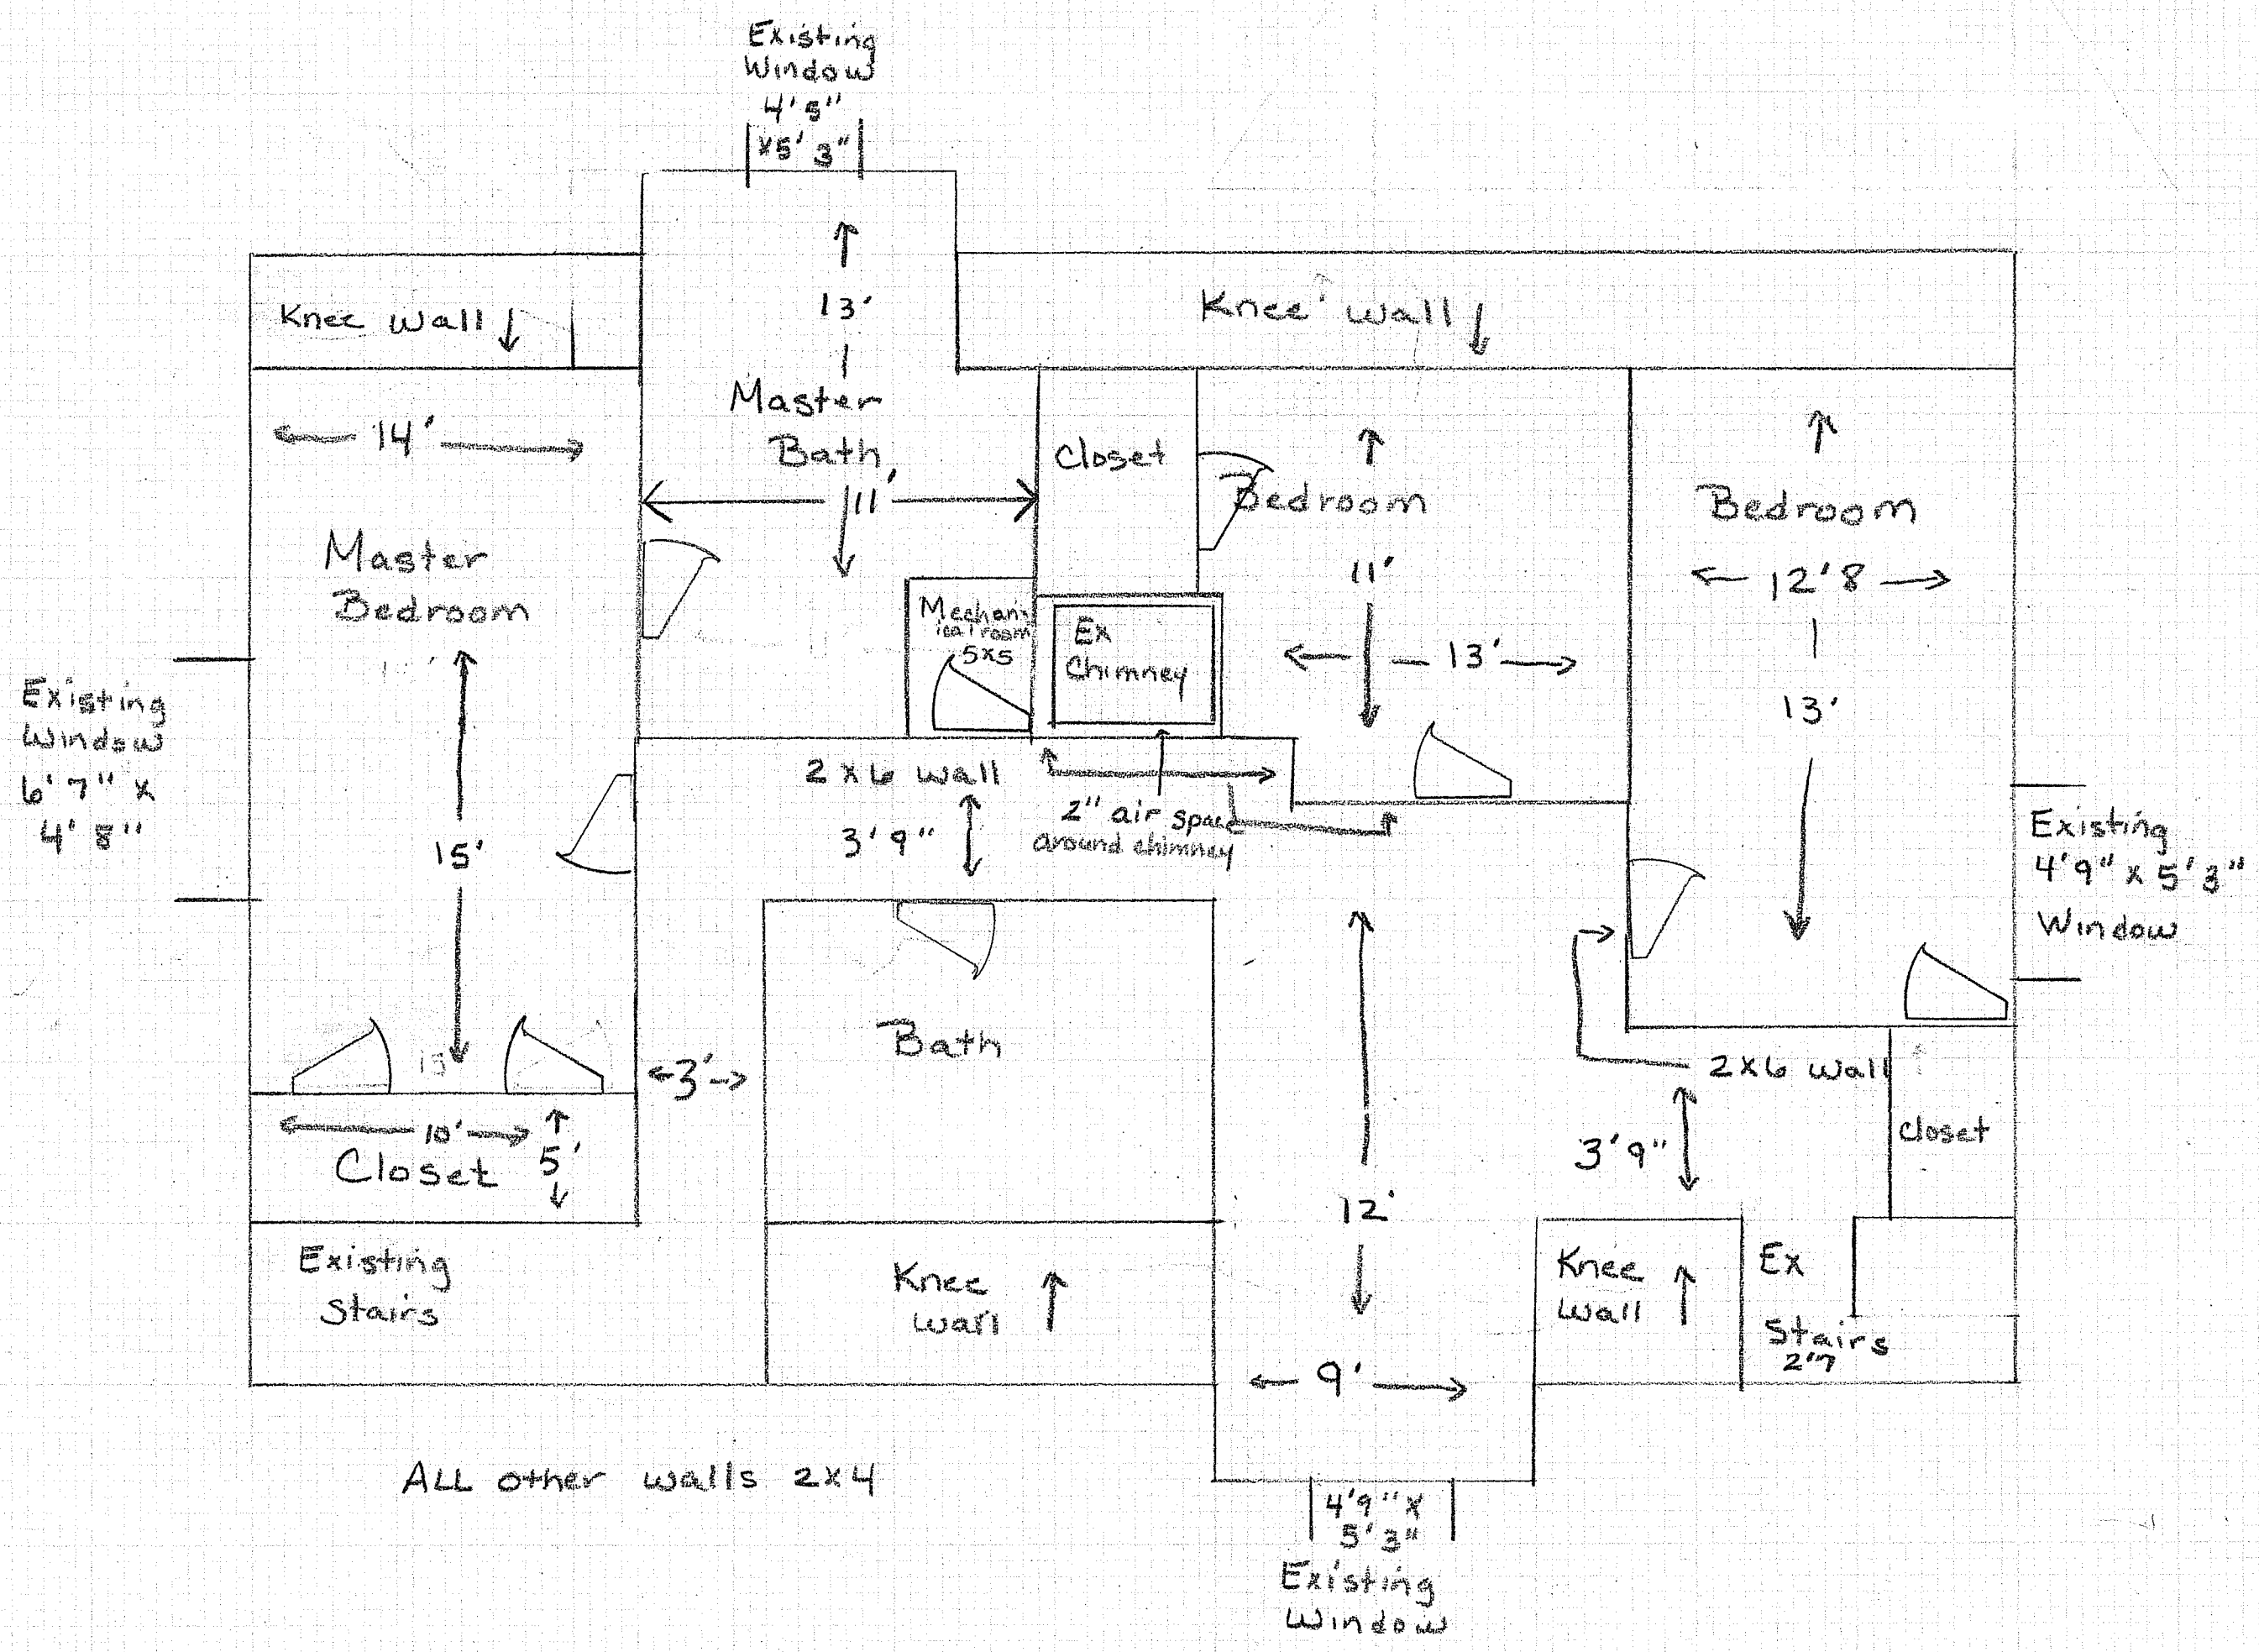 Existing
Window
4' 5"
x5' 3"
Knee Wall
14'
Master
Bedroom
15'
10'
Closet
5'
Existing
Stairs
Existing
Window
6'7" x
4' 8"
13'
Master
Bath
11'
Mechan
ical room
5x5
Closet
Ex
Chimney
Knee Wall
Bedroom
11'
13'
Bedroom
12'8
13'
2x6 wall
3'9"
2" air space
around chimney
3'
Bath
Knee
Wall
12'
9'
2x6 wall
3'9"
closet
Knee
Wall
Ex
Stairs
2'7
Existing
4'9" x 5'3"
Window
ALL other walls 2x4
4'9" x
5'3"
Existing
Window